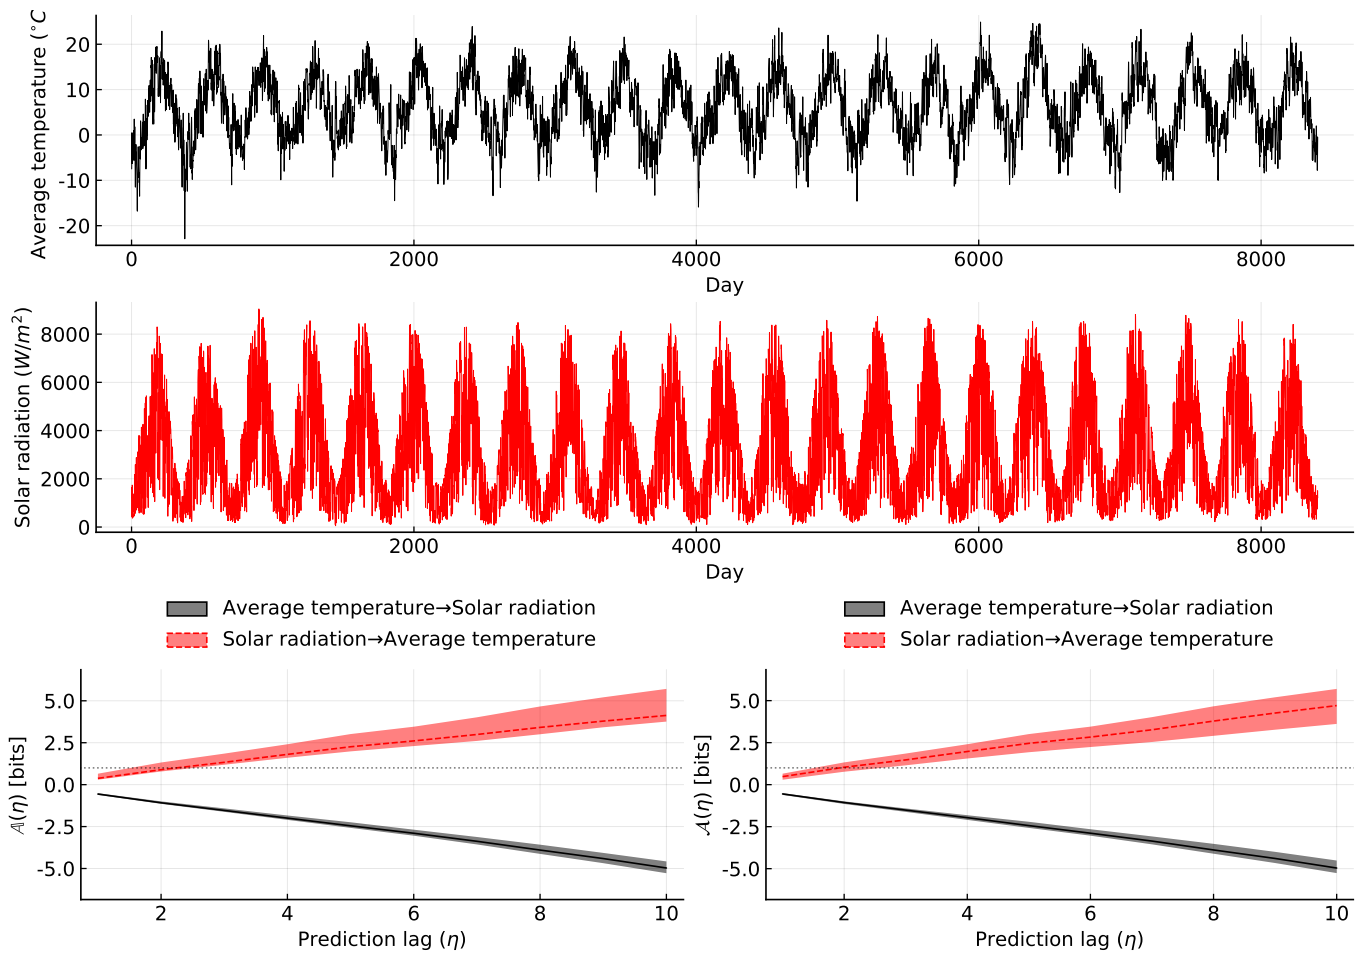 Average temperature (°C
20
10
0
-10
-20
0 2000 4000 6000 8000
Day
Solar radiation (W/m²)
8000
6000
4000
2000
0
0 2000 4000 6000 8000
Day
Average temperature→Solar radiation
Solar radiation→Average temperature
𝔸(η) [bits]
5.0
2.5
0.0
-2.5
-5.0
2 4 6 8 10
Prediction lag (η)
Average temperature→Solar radiation
Solar radiation→Average temperature
𝒜(η) [bits]
5.0
2.5
0.0
-2.5
-5.0
2 4 6 8 10
Prediction lag (η)